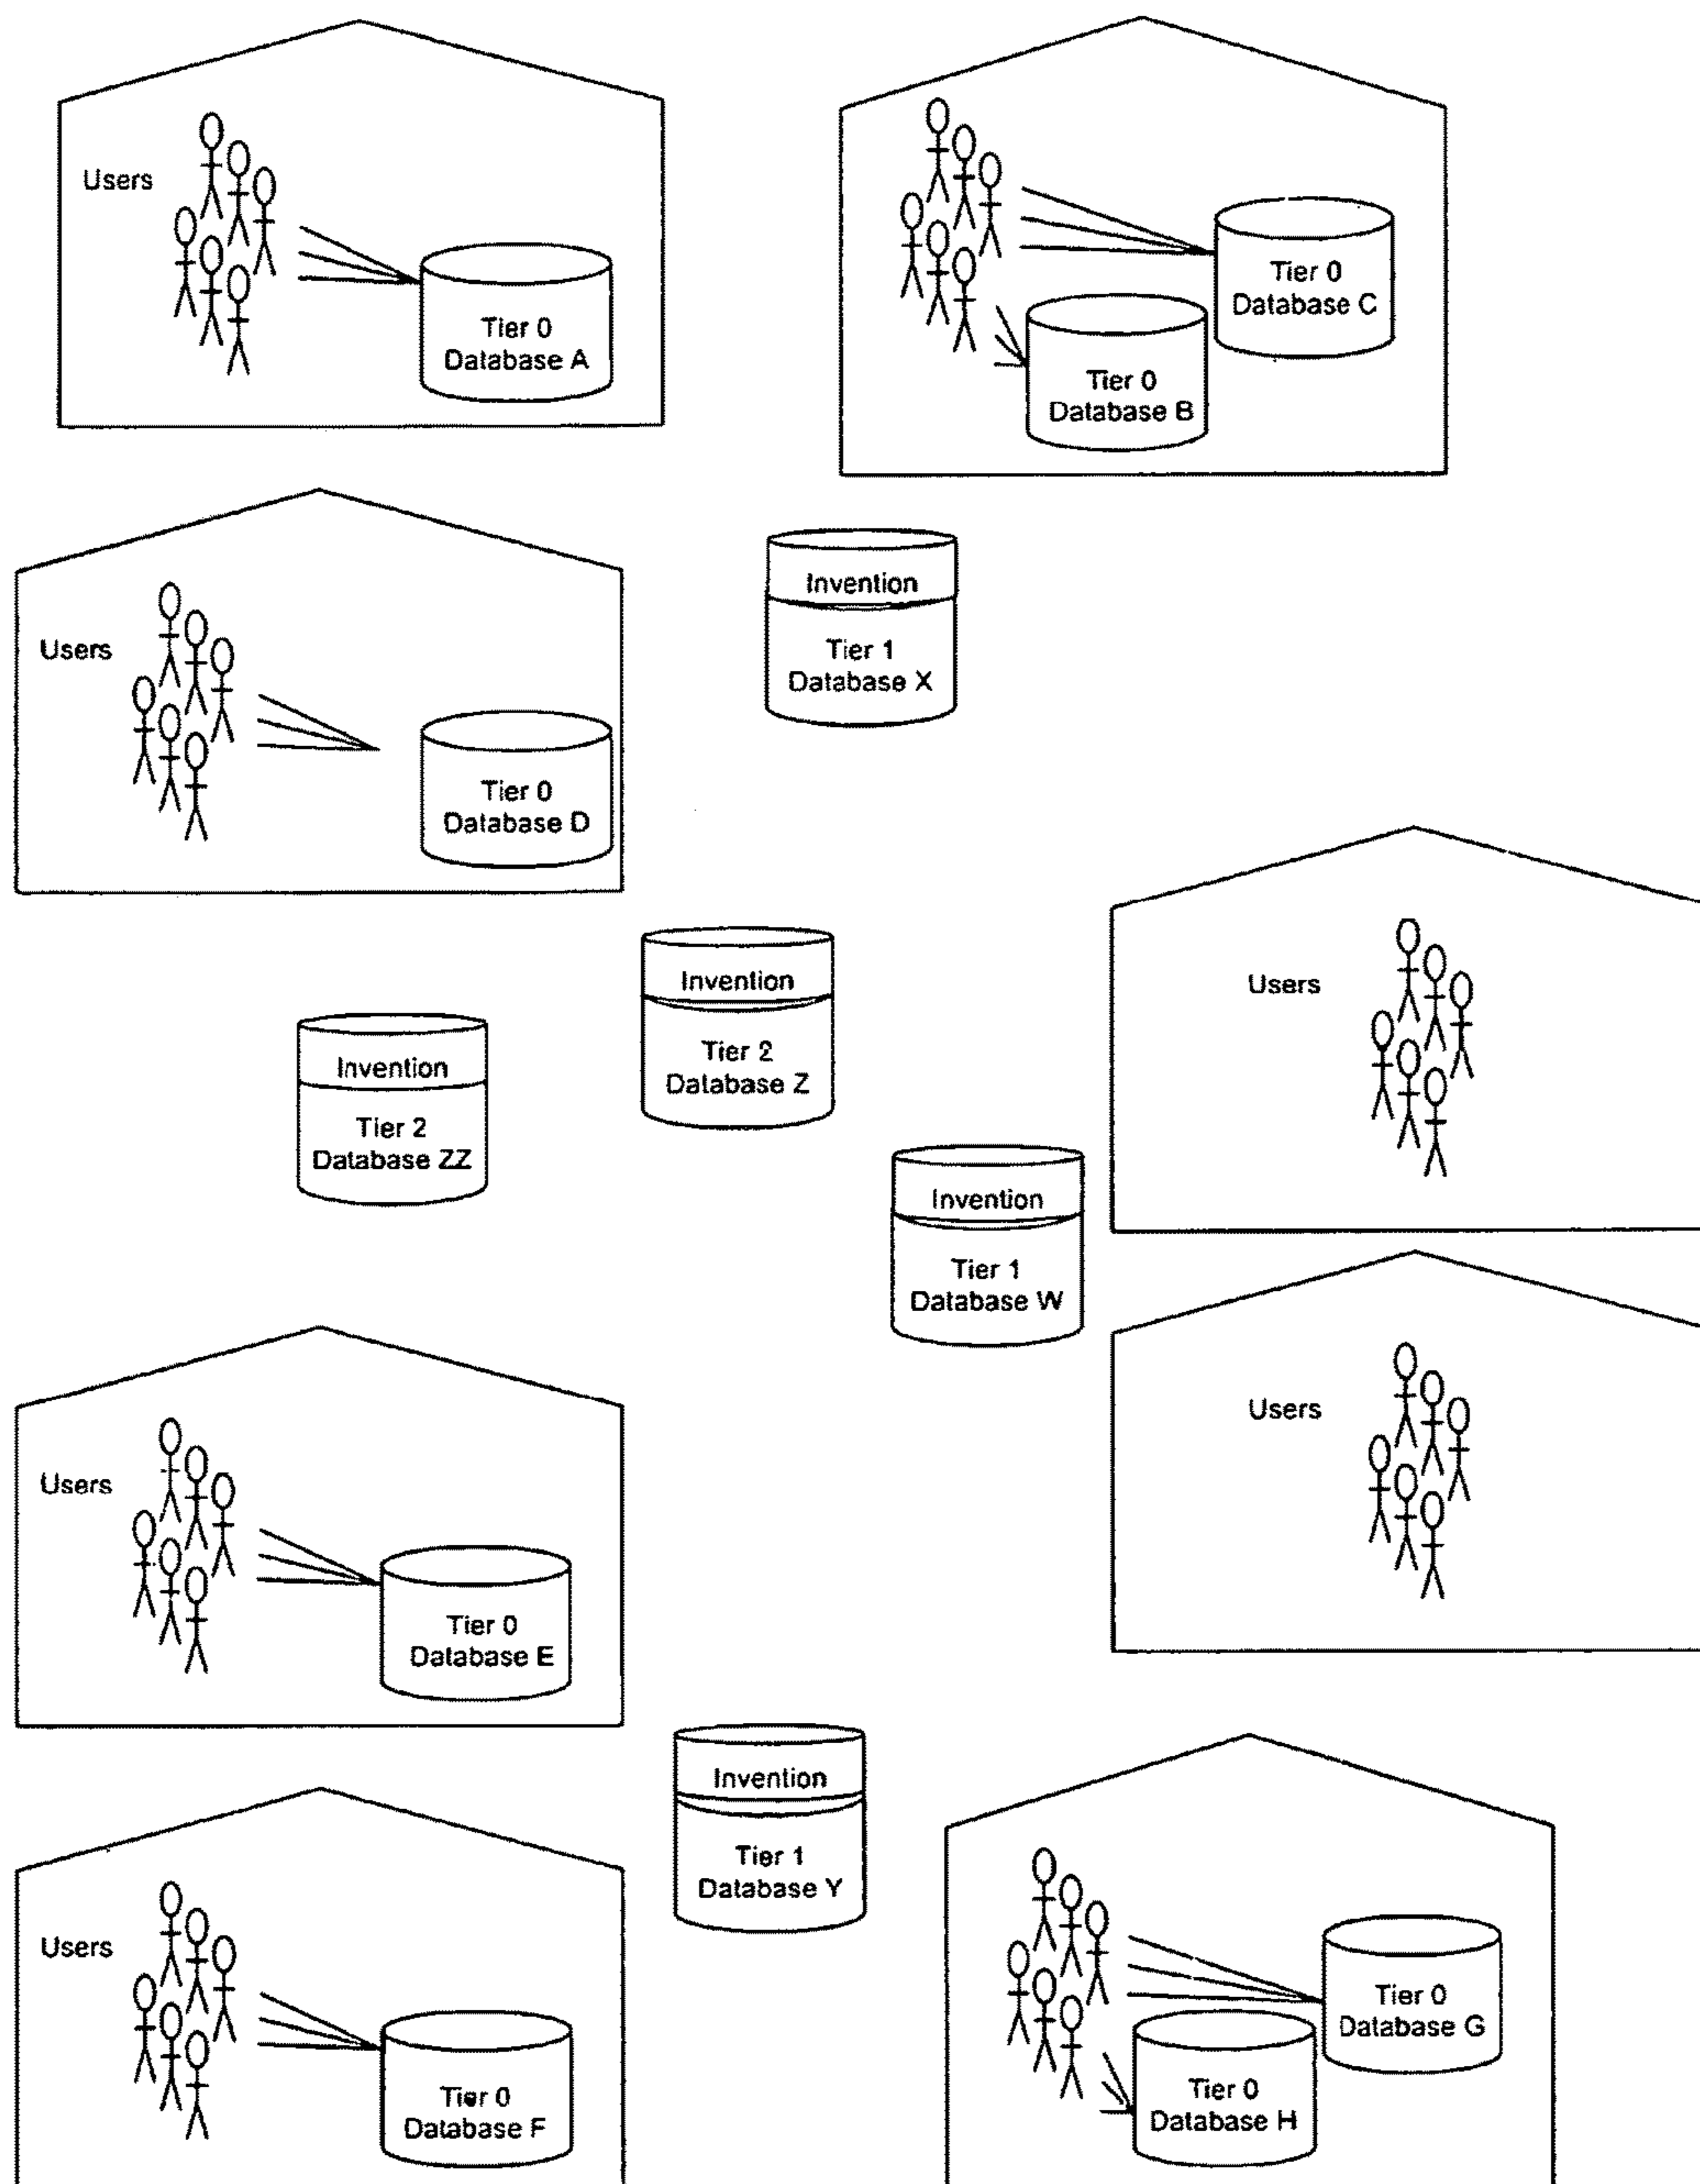 Users
Tier 0
Database A
Tier 0
Database C
Tier 0
Database B
Users
Tier 0
Database D
Invention
Tier 1
Database X
Users
Invention
Tier 2
Database Z
Invention
Tier 2
Database ZZ
Invention
Tier 1
Database W
Users
Users
Tier 0
Database E
Invention
Tier 1
Database Y
Users
Tier 0
Database F
Tier 0
Database G
Tier 0
Database H